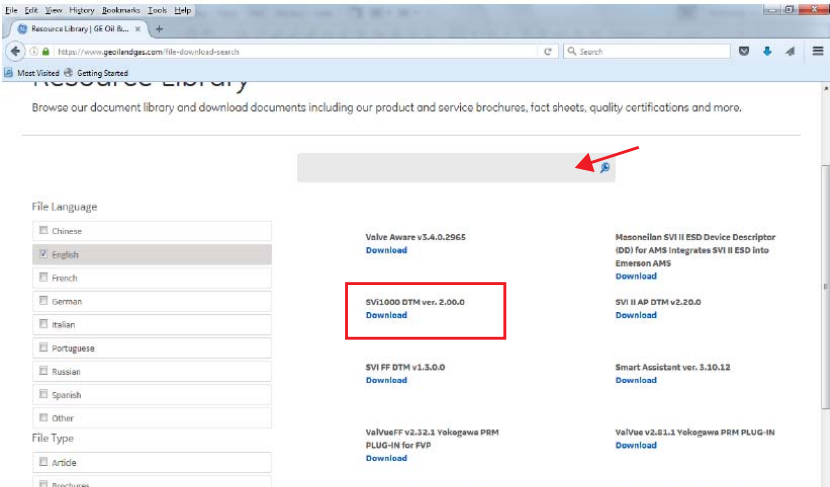 File Edit View History Bookmarks Tools Help
Resource Library | GE Oil &... × +
https://www.geoilandgas.com/file-download-search
Search
Most Visited Getting Started
Resource Library
Browse our document library and download documents including our product and service brochures, fact sheets, quality certifications and more.
File Language
Chinese
English
French
German
Italian
Portuguese
Russian
Spanish
Other
File Type
Article
Brochures
Valve Aware v3.4.0.2965
Download
Masoneilan SVI II ESD Device Descriptor
(DD) for AMS Integrates SVI II ESD into
Emerson AMS
Download
SVi1000 DTM ver. 2.00.0
Download
SVI II AP DTM v2.20.0
Download
SVI FF DTM v1.3.0.0
Download
Smart Assistant ver. 3.10.12
Download
ValVueFF v2.32.1 Yokogawa PRM
PLUG-IN for FVP
Download
ValVue v2.81.1 Yokogawa PRM PLUG-IN
Download